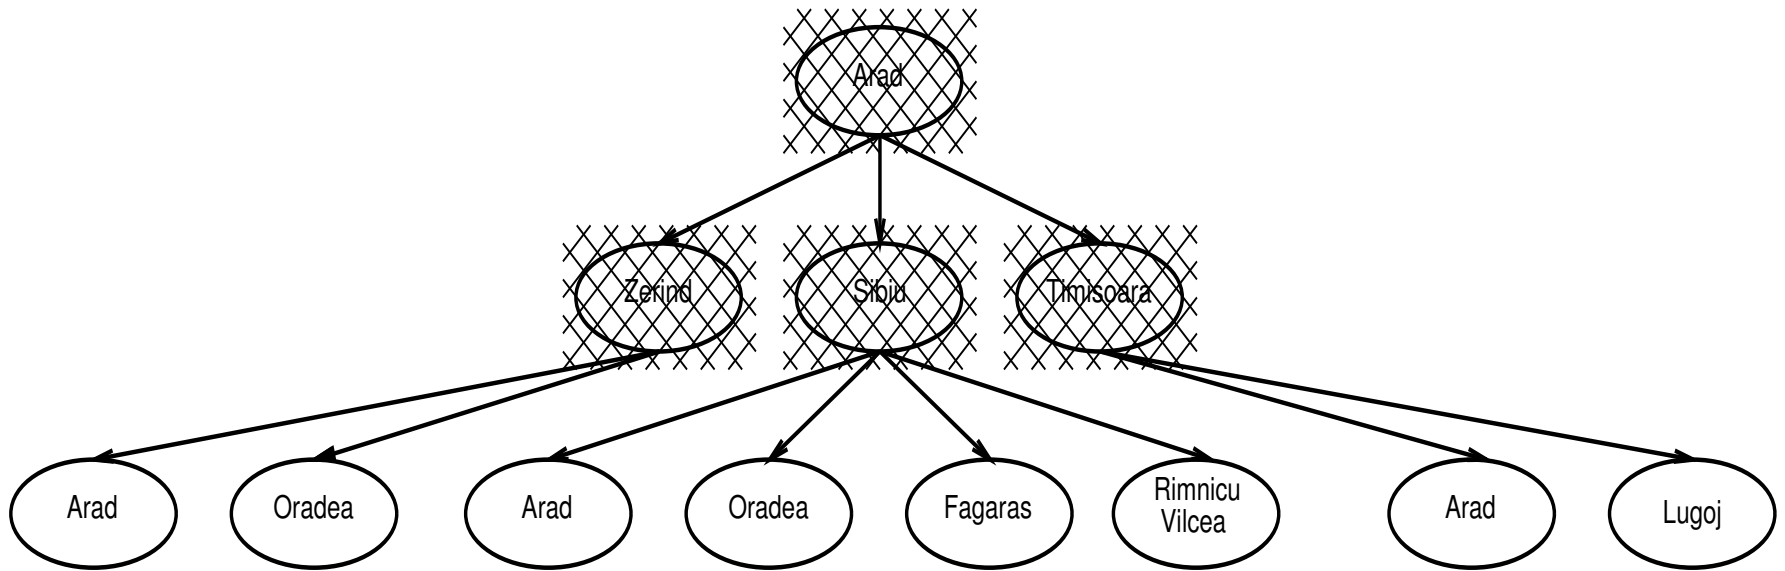 Arad
Zerind
Sibiu
Timisoara
Arad
Oradea
Arad
Oradea
Fagaras
Rimnicu
Vilcea
Arad
Lugoj